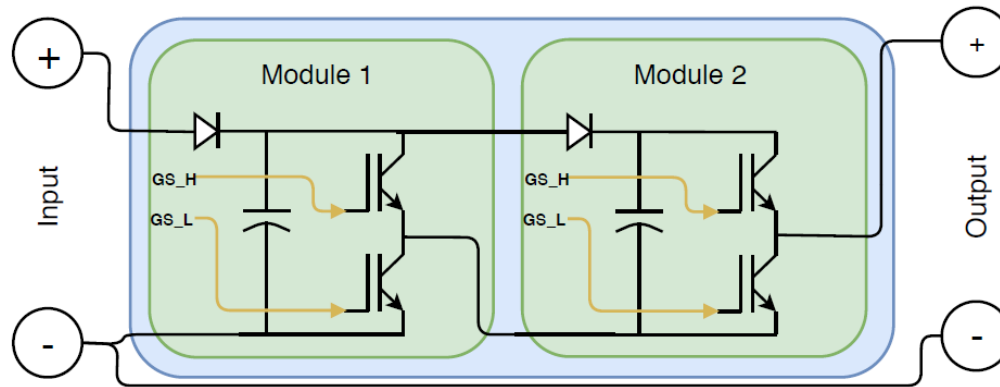 +
+
Module 1
Module 2
Input
Output
GS_H
GS_H
GS_L
GS_L
-
-